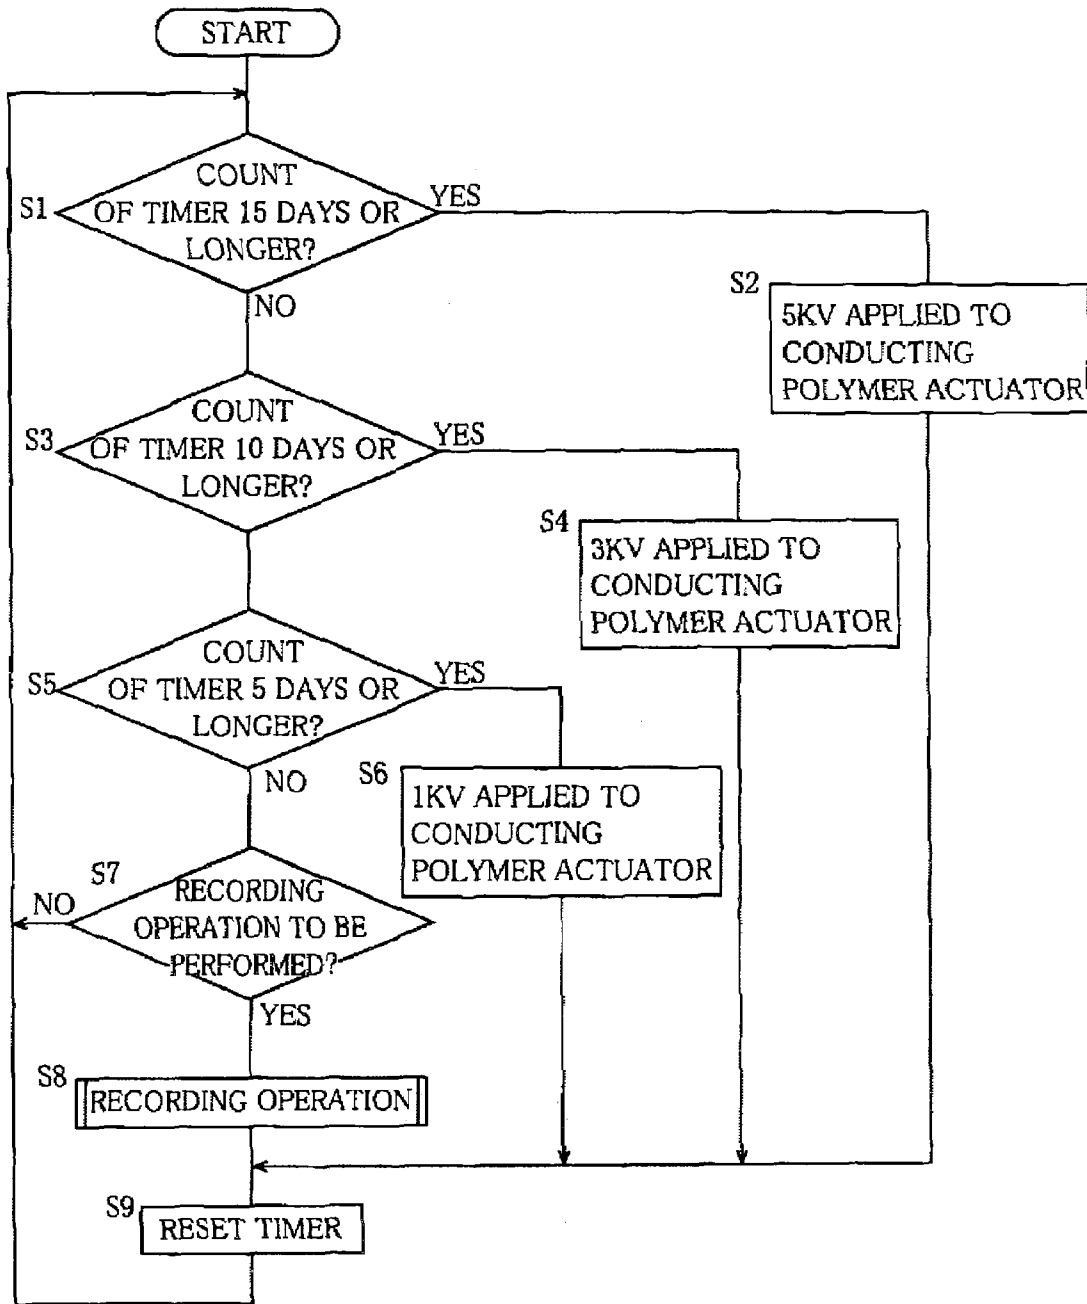 START
COUNT
OF TIMER 15 DAYS OR
LONGER?
S1
YES
NO
S2
5KV APPLIED TO
CONDUCTING
POLYMER ACTUATOR
COUNT
OF TIMER 10 DAYS OR
LONGER?
S3
YES
S4
3KV APPLIED TO
CONDUCTING
POLYMER ACTUATOR
COUNT
OF TIMER 5 DAYS OR
LONGER?
S5
YES
NO
S6
1KV APPLIED TO
CONDUCTING
POLYMER ACTUATOR
S7
NO
RECORDING
OPERATION TO BE
PERFORMED?
YES
S8
RECORDING OPERATION
S9
RESET TIMER